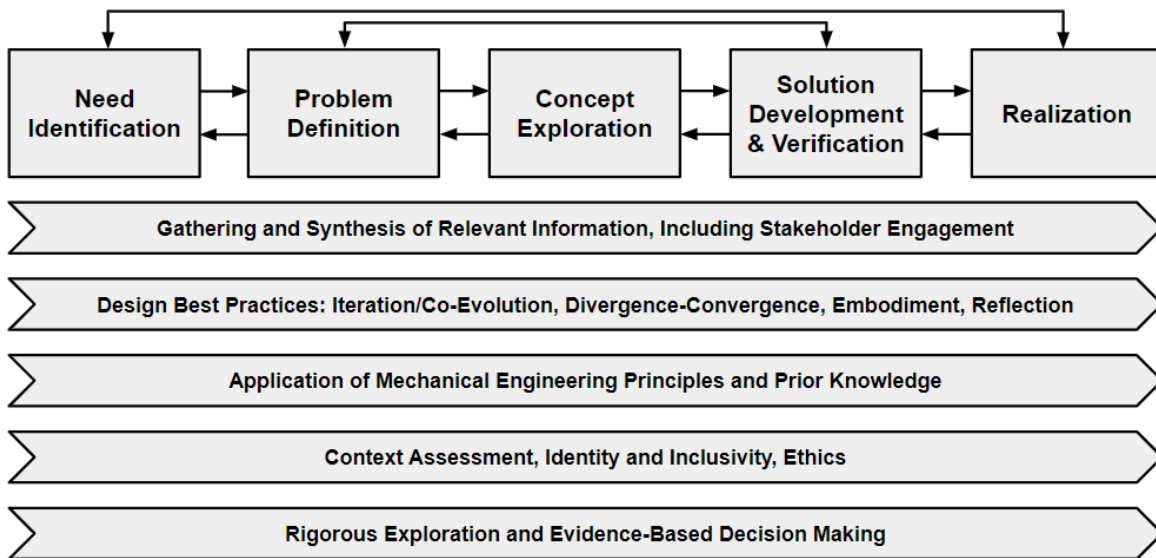 Need
Identification
Problem
Definition
Concept
Exploration
Solution
Development
& Verification
Realization
Gathering and Synthesis of Relevant Information, Including Stakeholder Engagement
Design Best Practices: Iteration/Co-Evolution, Divergence-Convergence, Embodiment, Reflection
Application of Mechanical Engineering Principles and Prior Knowledge
Context Assessment, Identity and Inclusivity, Ethics
Rigorous Exploration and Evidence-Based Decision Making